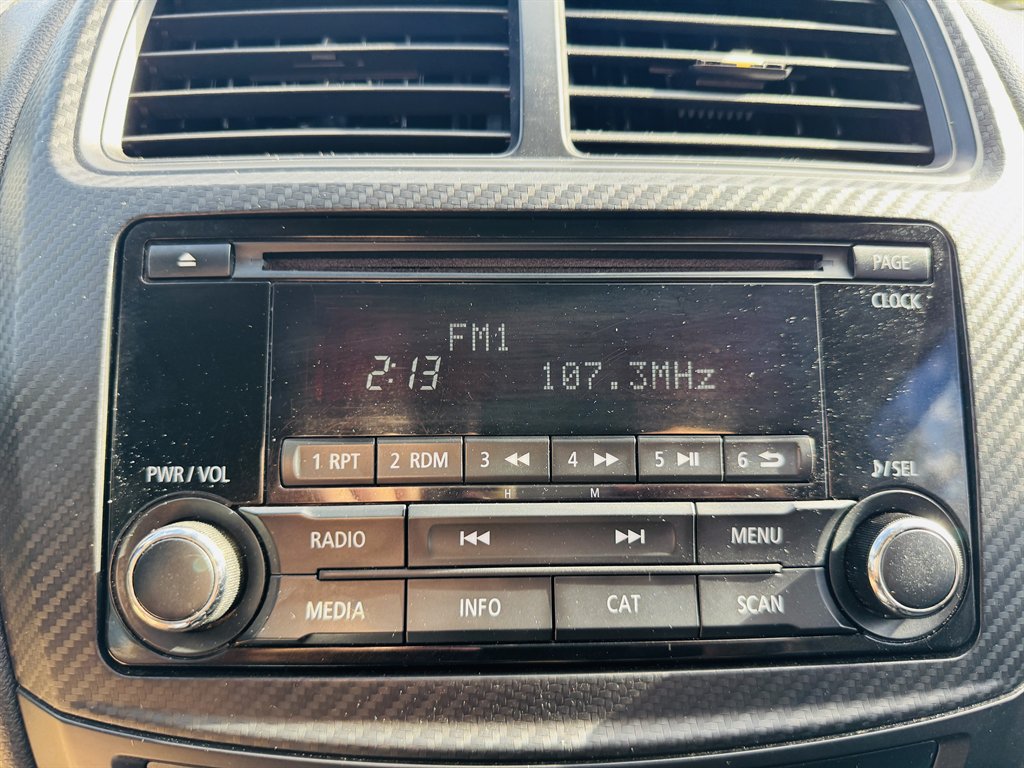 PAGE
CLOCK
FM1
2:13 107.3MHz
PWR / VOL
1 RPT 2 RDM 3 4 5 6
/SEL
H M
RADIO MENU
MEDIA INFO CAT SCAN